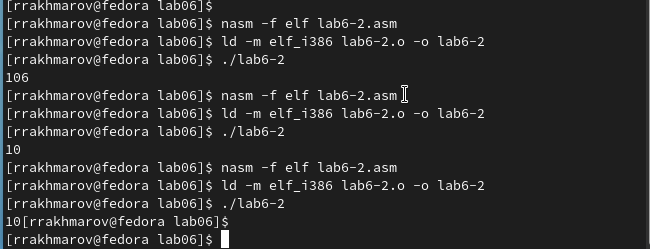 [rrakhmarov@fedora lab06]$
[rrakhmarov@fedora lab06]$ nasm -f elf lab6-2.asm
[rrakhmarov@fedora lab06]$ ld -m elf_i386 lab6-2.o -o lab6-2
[rrakhmarov@fedora lab06]$ ./lab6-2
106
[rrakhmarov@fedora lab06]$ nasm -f elf lab6-2.asm
[rrakhmarov@fedora lab06]$ ld -m elf_i386 lab6-2.o -o lab6-2
[rrakhmarov@fedora lab06]$ ./lab6-2
10
[rrakhmarov@fedora lab06]$ nasm -f elf lab6-2.asm
[rrakhmarov@fedora lab06]$ ld -m elf_i386 lab6-2.o -o lab6-2
[rrakhmarov@fedora lab06]$ ./lab6-2
10[rrakhmarov@fedora lab06]$
[rrakhmarov@fedora lab06]$